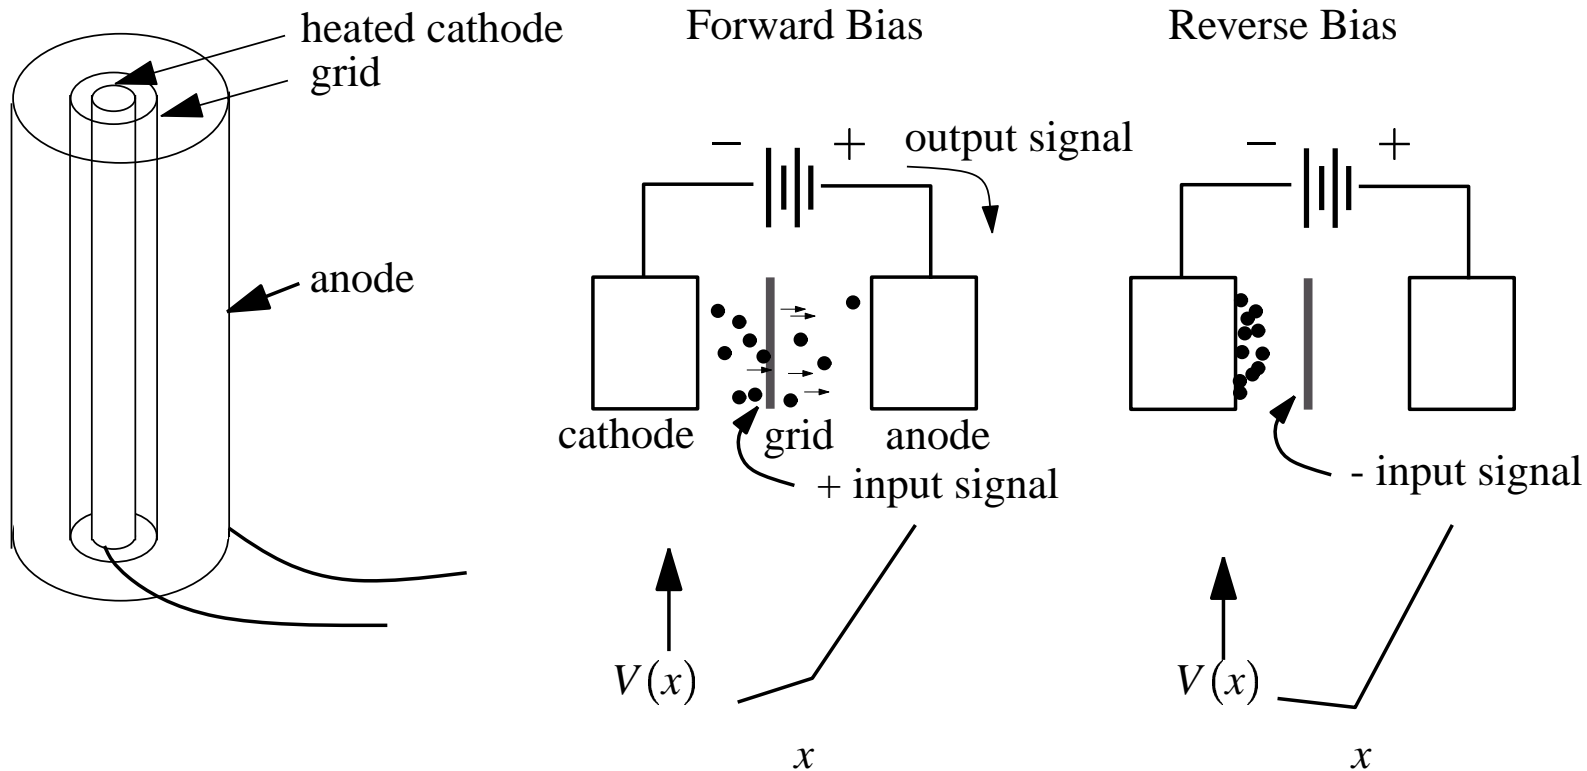 heated cathode
grid
anode
Forward Bias
− +
output signal
cathode grid anode
+ input signal
V(x)
x
Reverse Bias
− +
- input signal
V(x)
x